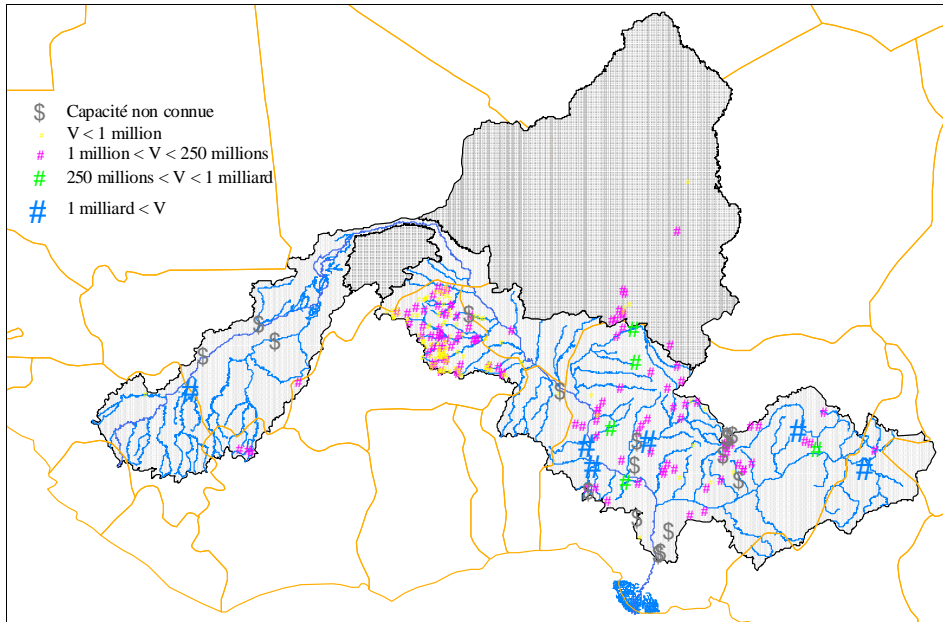 $ Capacité non connue
V < 1 million
# 1 million < V < 250 millions
# 250 millions < V < 1 milliard
# 1 milliard < V